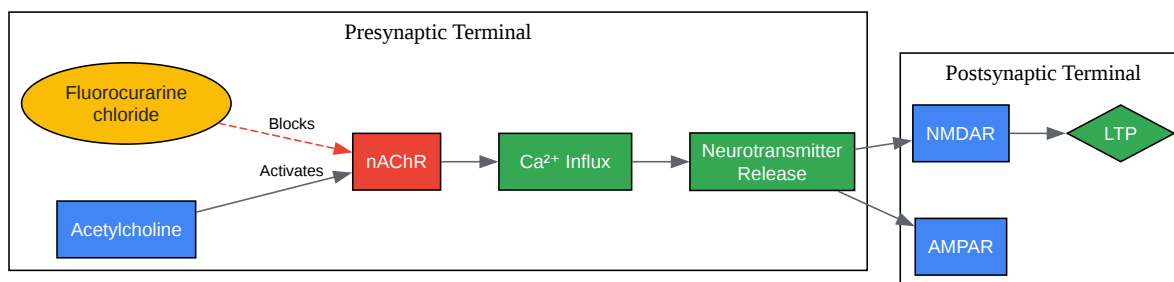 Presynaptic Terminal
Postsynaptic Terminal
Fluorocurarine
chloride
Blocks
Activates
Acetylcholine
nAChR
Ca²⁺ Influx
Neurotransmitter
Release
NMDAR
LTP
AMPAR